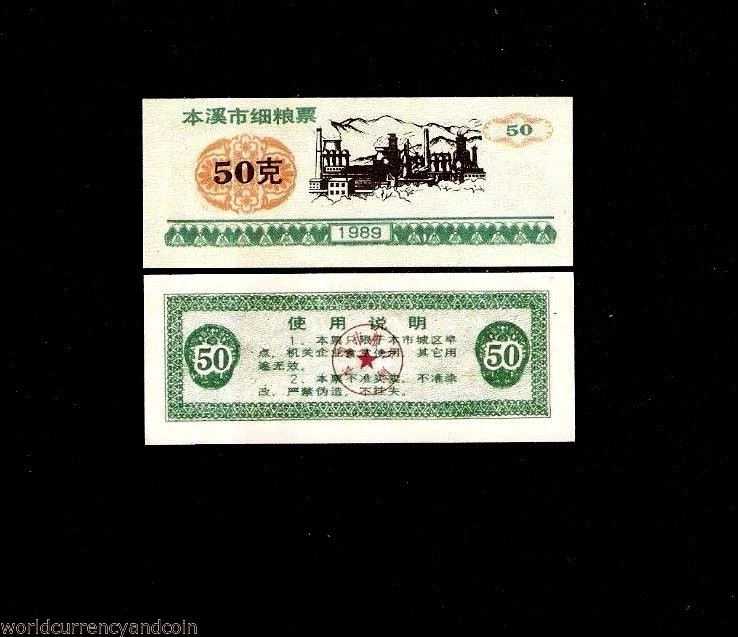 本溪市细粮票
50
50克
1989
使用说明
50
1、本票只限于本市城区早
点、机关企业食堂使用，其它用
途无效。
2、本票不准买卖，不准涂
改，严禁伪造，不挂失。
50
worldcurrencyandcoin